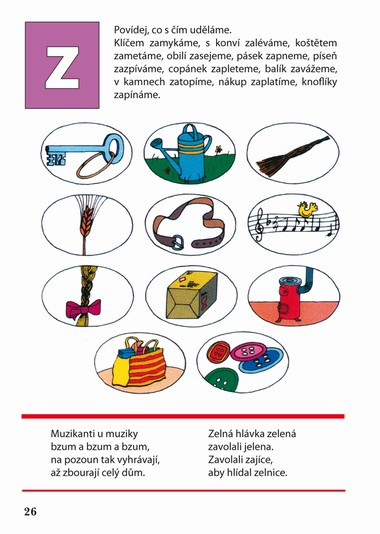 Z
Povídej, co s čím uděláme.
Klíčem zamykáme, s konví zaléváme, koštětem
zametáme, obilí zasejeme, pásek zapneme, píseň
zazpíváme, copánek zapleteme, balík zavážeme,
v kamnech zatopíme, nákup zaplatíme, knoflíky
zapínáme.
Muzikanti u muziky
bzum a bzum a bzum,
na pozoun tak vyhrávají,
až zbourají celý dům.
Zelná hlávka zelená
zavolali jelena.
Zavolali zajíce,
aby hlídal zelnice.
26